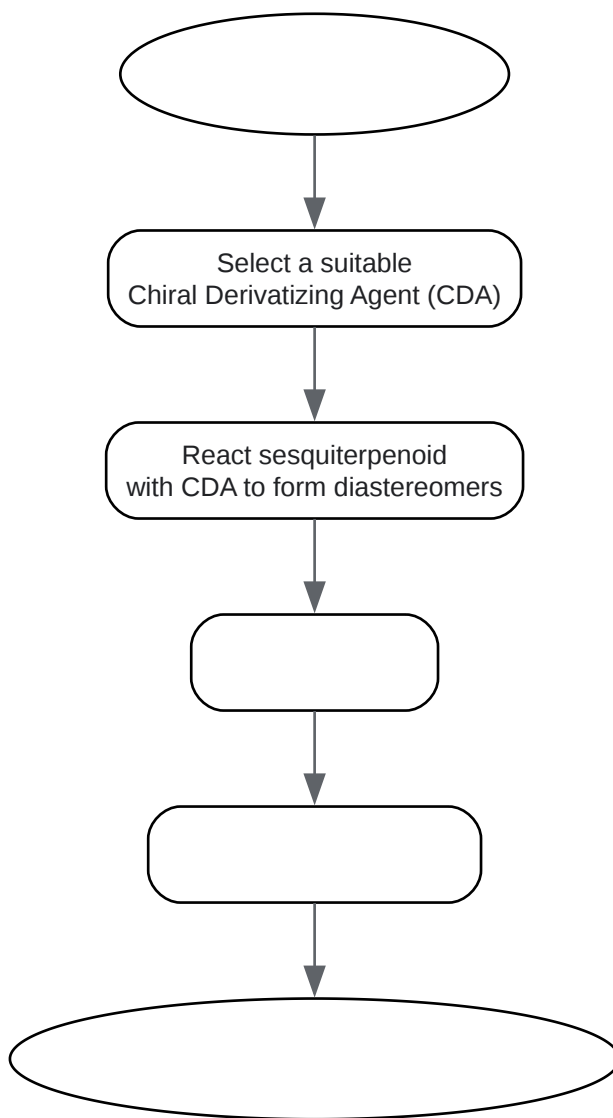 Select a suitable
Chiral Derivatizing Agent (CDA)
React sesquiterpenoid
with CDA to form diastereomers